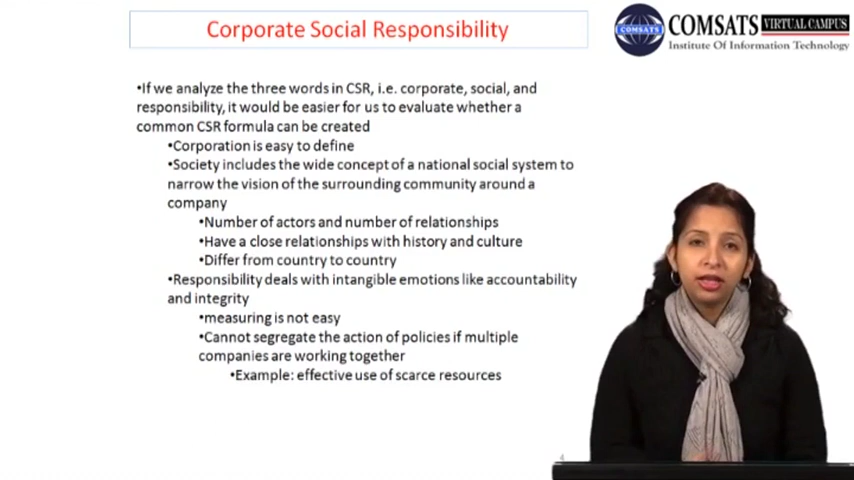 Corporate Social Responsibility
COMSATS VIRTUAL CAMPUS
COMSATS
Institute Of Information Technology
•If we analyze the three words in CSR, i.e. corporate, social, and
responsibility, it would be easier for us to evaluate whether a
common CSR formula can be created
•Corporation is easy to define
•Society includes the wide concept of a national social system to
narrow the vision of the surrounding community around a
company
•Number of actors and number of relationships
•Have a close relationships with history and culture
•Differ from country to country
•Responsibility deals with intangible emotions like accountability
and integrity
•measuring is not easy
•Cannot segregate the action of policies if multiple
companies are working together
•Example: effective use of scarce resources
4